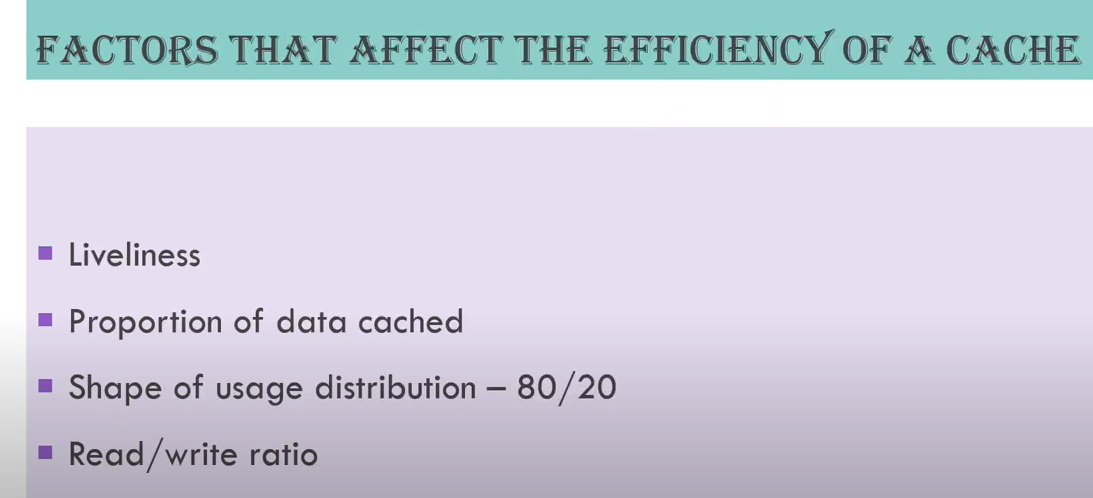 FACTORS THAT AFFECT THE EFFICIENCY OF A CACHE
Liveliness
Proportion of data cached
Shape of usage distribution – 80/20
Read/write ratio